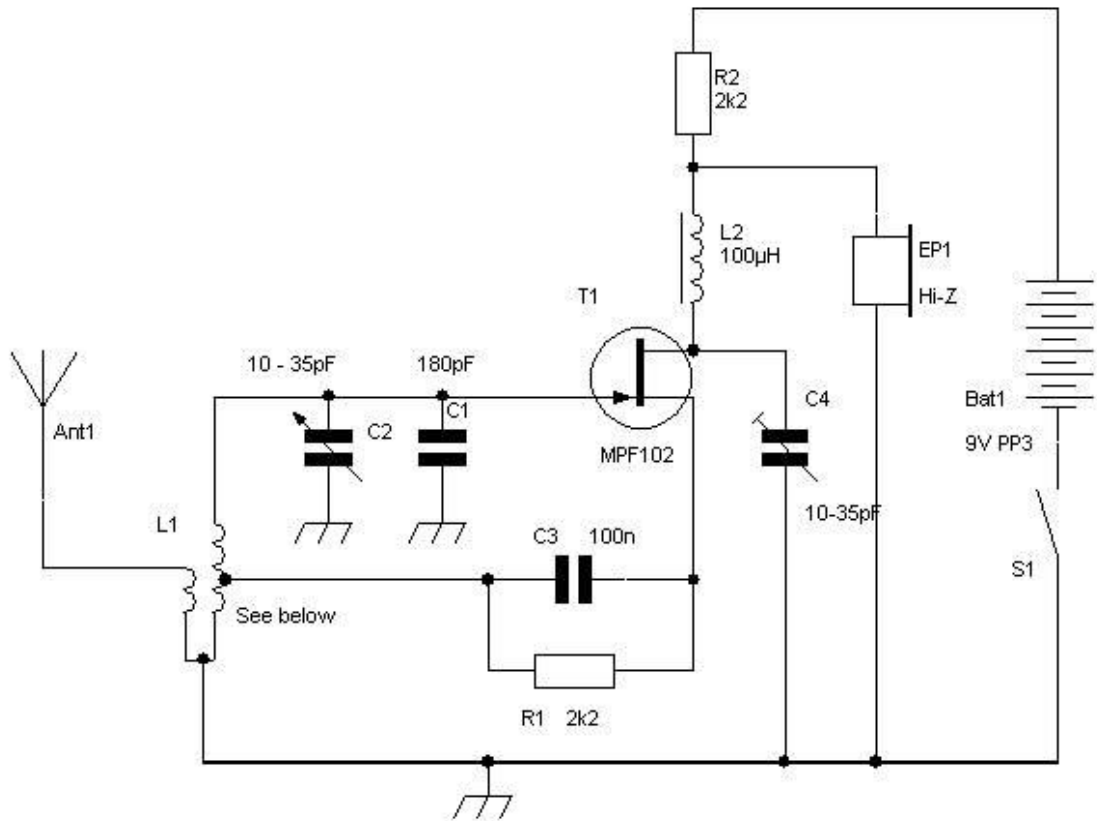 R2
2k2
L2
100µH
EP1
Hi-Z
T1
10 - 35pF
180pF
Ant1
C2
C1
C4
Bat1
MPF102
9V PP3
10-35pF
L1
C3
100n
S1
See below
R1
2k2